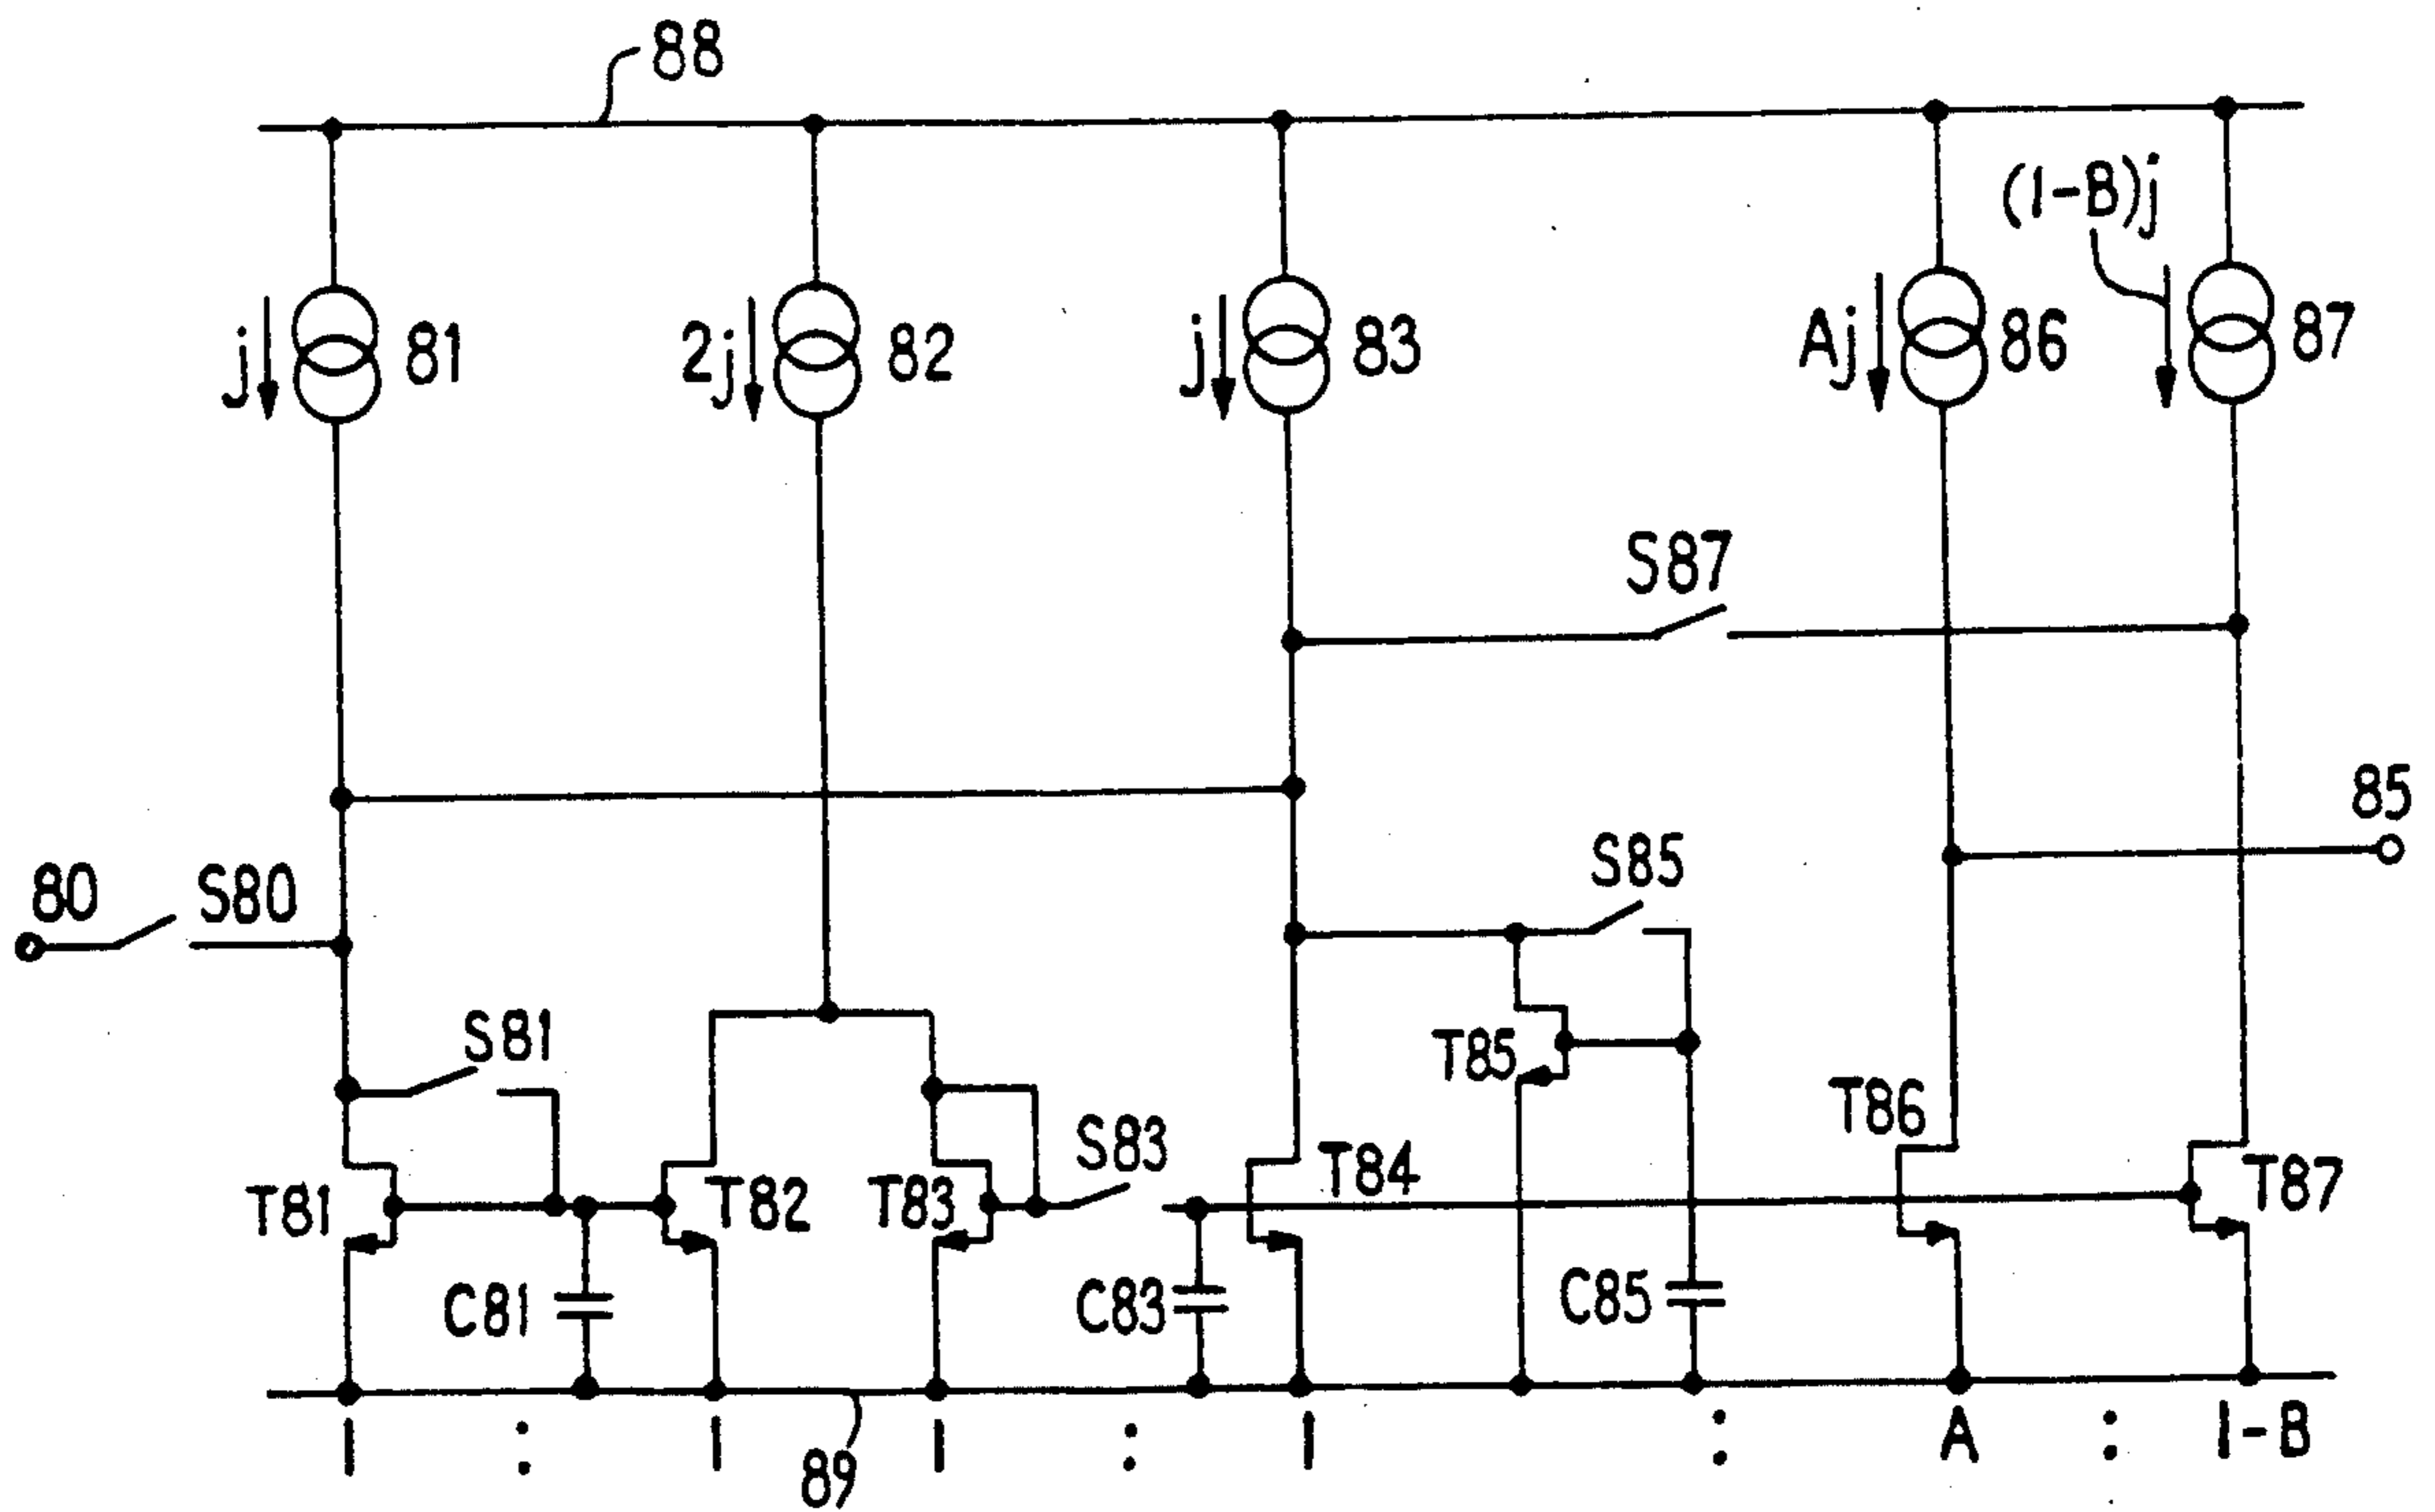 88
(1-B)j
j 81 2j 82 j 83 Aj 86 87
S87
85
80 S80 S85
S81 T85
S83 T86
T81 T82 T83 T84 T87
C81 C83 C85
1 : 1 1 : 1 : A : 1-B
89